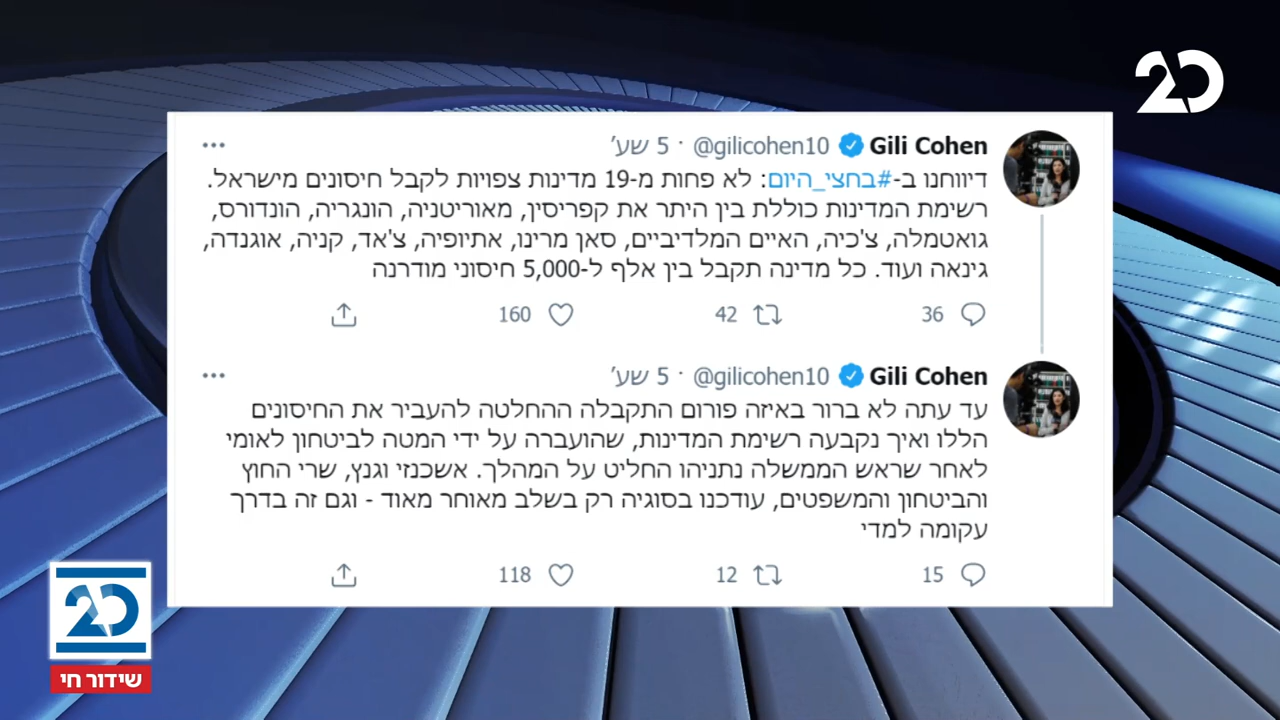 20
Gili Cohen @gilicohen10 · 5 שע'
דיווחנו ב-#בחצי_היום: לא פחות מ-19 מדינות צפויות לקבל חיסונים מישראל.
רשימת המדינות כוללת בין היתר את קפריסין, מאוריטניה, הונגריה, הונדורס,
גואטמלה, צ'כיה, האיים המלדיביים, סאן מרינו, אתיופיה, צ'אד, קניה, אוגנדה,
גינאה ועוד. כל מדינה תקבל בין אלף ל-5,000 חיסוני מודרנה
36 42 160
Gili Cohen @gilicohen10 · 5 שע'
עד עתה לא ברור באיזה פורום התקבלה ההחלטה להעביר את החיסונים
הללו ואיך נקבעה רשימת המדינות, שהועברה על ידי המטה לביטחון לאומי
לאחר שראש הממשלה נתניהו החליט על המהלך. אשכנזי וגנץ, שרי החוץ
והביטחון והמשפטים, עודכנו בסוגיה רק בשלב מאוחר מאוד - וגם זה בדרך
עקומה למדי
15 12 118
20
שידור חי